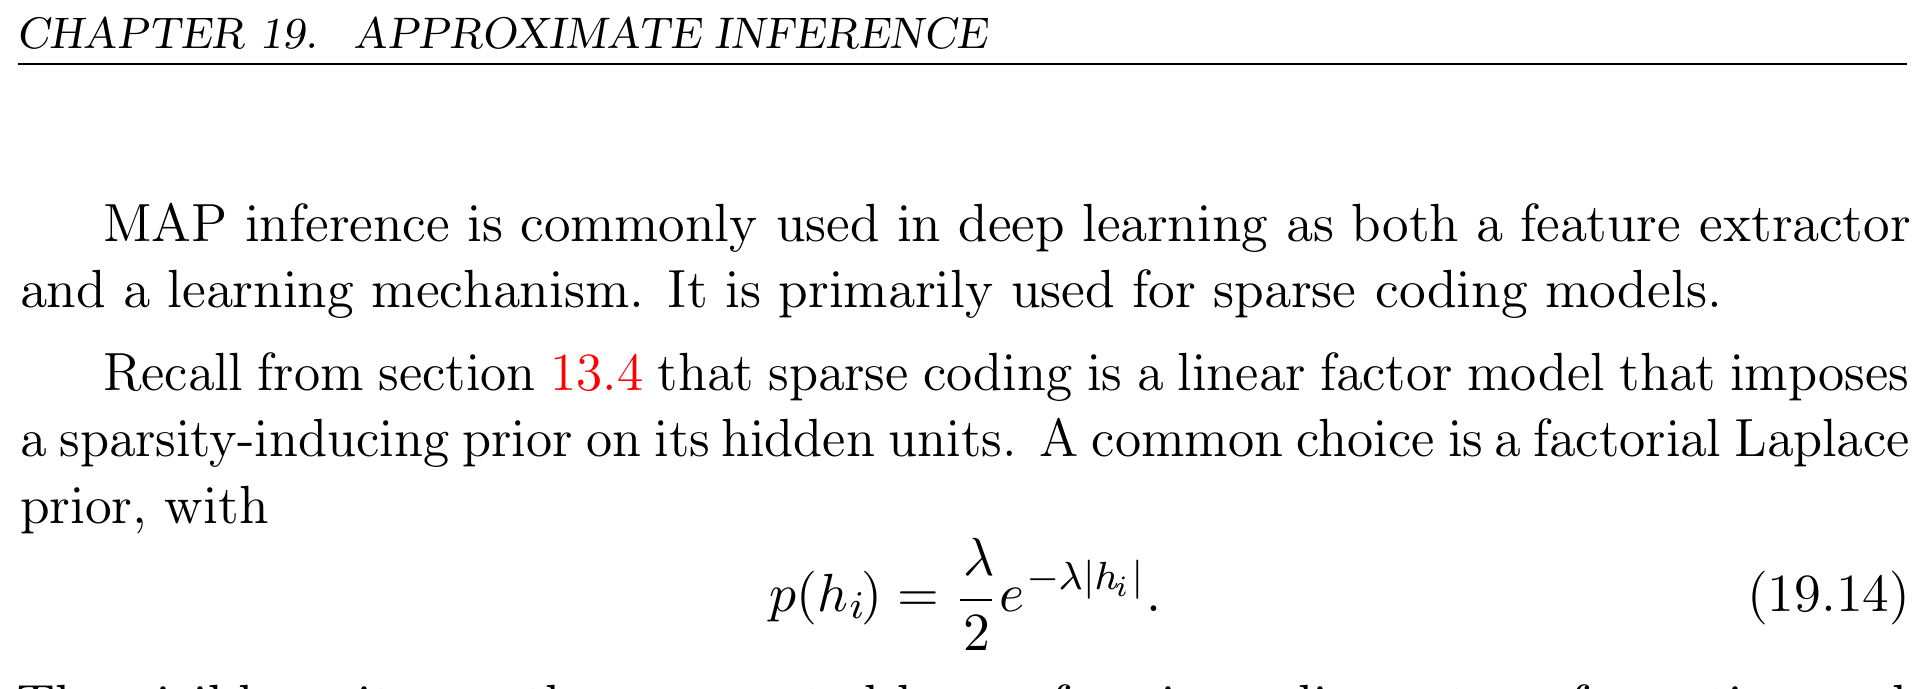 CHAPTER 19. APPROXIMATE INFERENCE
MAP inference is commonly used in deep learning as both a feature extractor
and a learning mechanism. It is primarily used for sparse coding models.
Recall from section 13.4 that sparse coding is a linear factor model that imposes
a sparsity-inducing prior on its hidden units. A common choice is a factorial Laplace
prior, with
p(h_i) = \frac{λ}{2} e^{-λ|h_i|}. (19.14)